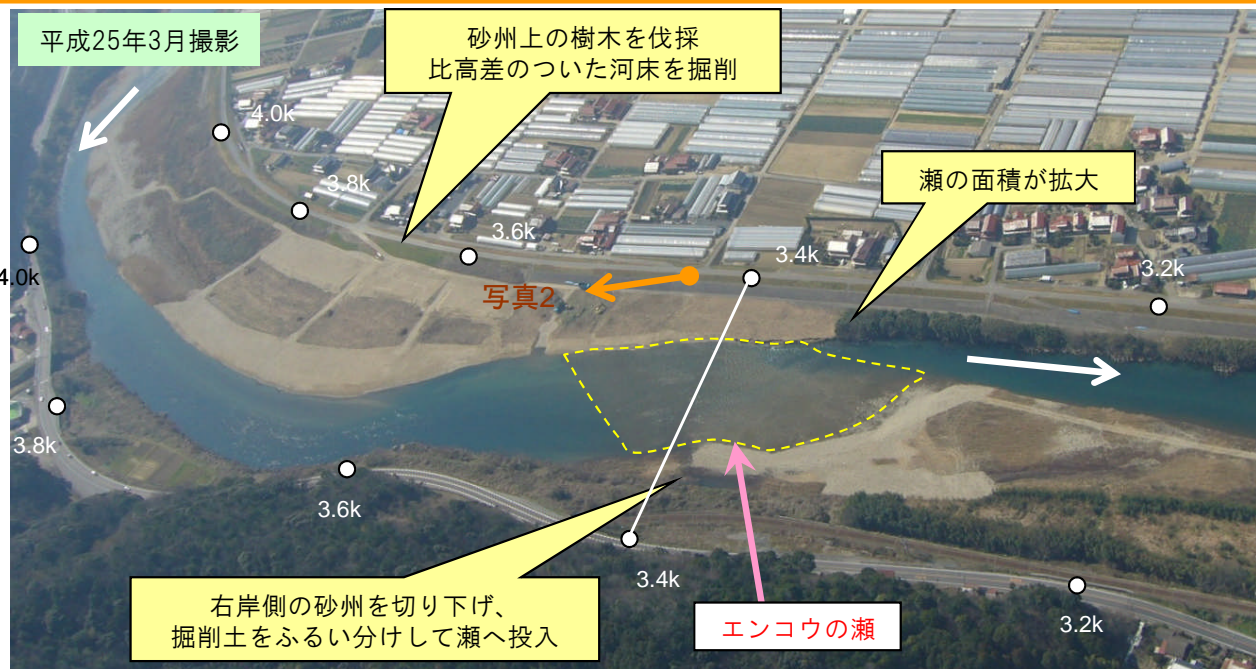 平成25年3月撮影
砂州上の樹木を伐採
比高差のついた河床を掘削
4.0k
3.8k
瀬の面積が拡大
3.6k
3.4k
3.2k
4.0k
写真2
3.8k
3.6k
3.4k
右岸側の砂州を切り下げ、
掘削土をふるい分けして瀬へ投入
エンコウの瀬
3.2k